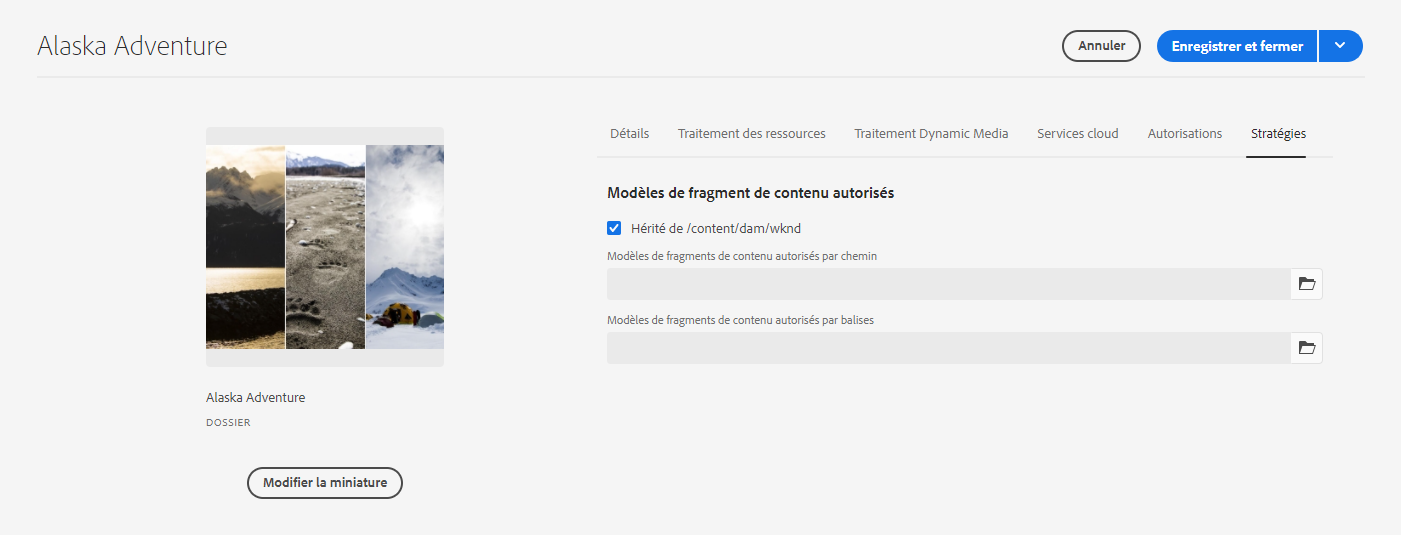 Alaska Adventure
Annuler
Enregistrer et fermer
Détails
Traitement des ressources
Traitement Dynamic Media
Services cloud
Autorisations
Stratégies
Modèles de fragment de contenu autorisés
Hérité de /content/dam/wknd
Modèles de fragments de contenu autorisés par chemin
Modèles de fragments de contenu autorisés par balises
Alaska Adventure
DOSSIER
Modifier la miniature